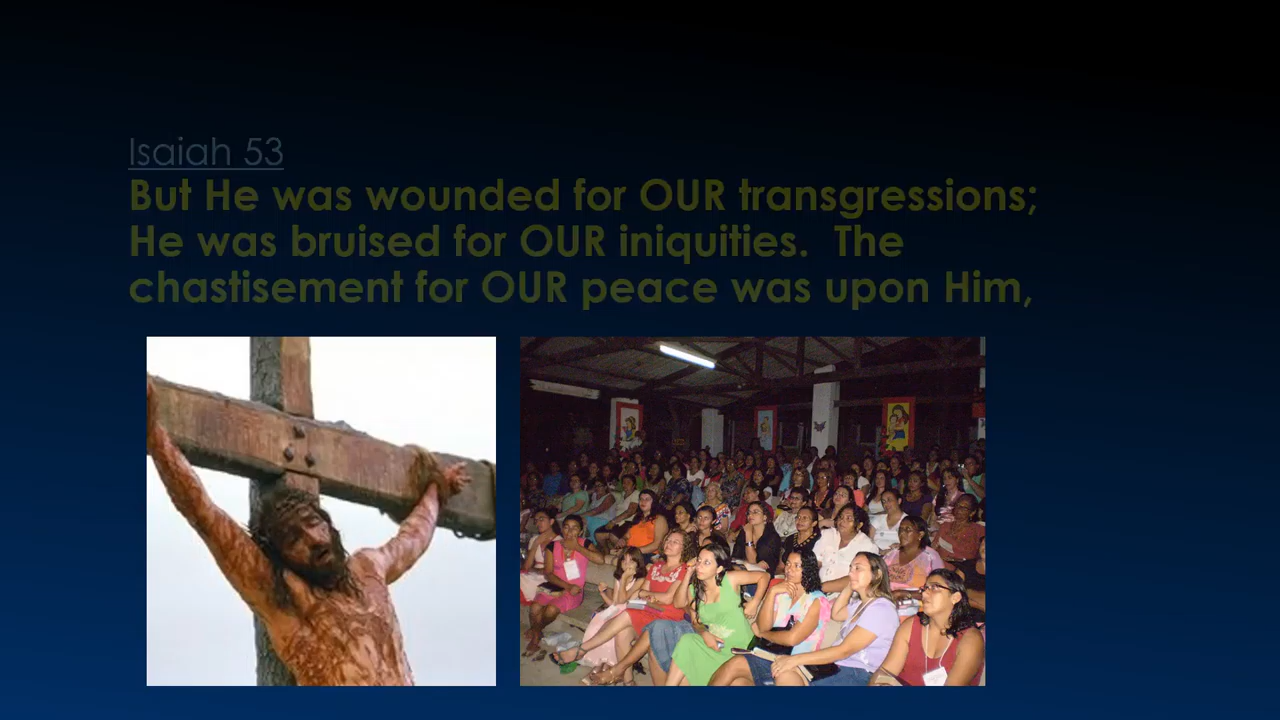 Isaiah 53
But He was wounded for OUR transgressions;
He was bruised for OUR iniquities.  The
chastisement for OUR peace was upon Him,